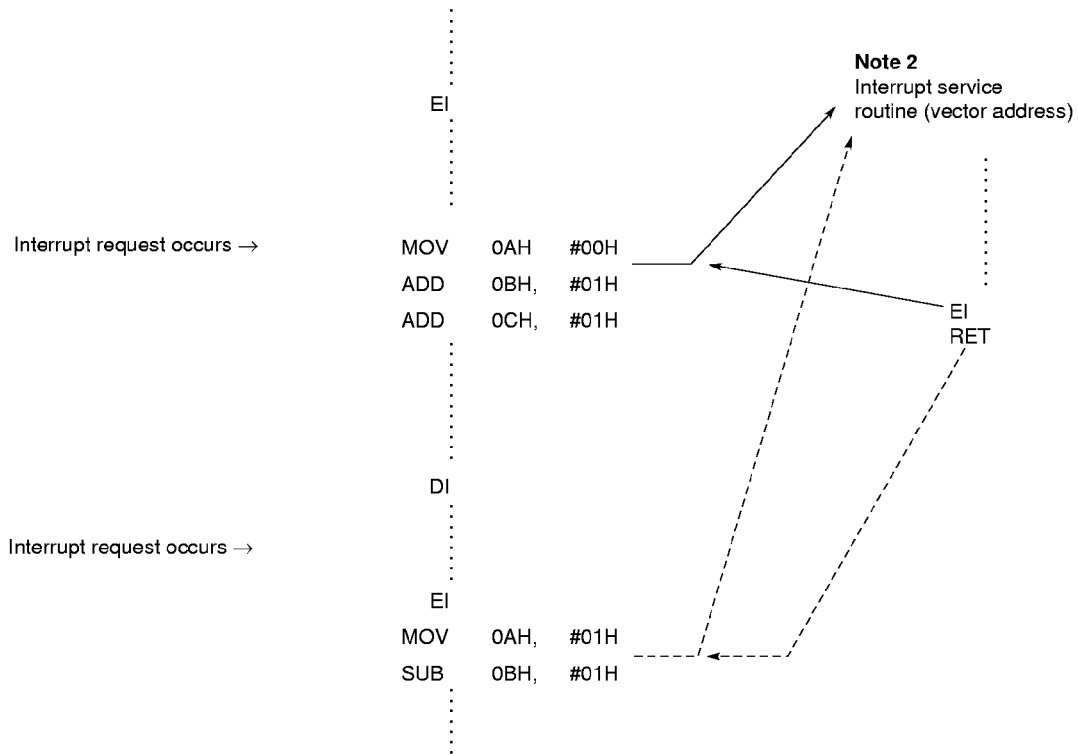 Note 2
Interrupt service
routine (vector address)
EI
Interrupt request occurs →
MOV 0AH #00H
ADD 0BH, #01H
ADD 0CH, #01H
EI
RET
DI
Interrupt request occurs →
EI
MOV 0AH, #01H
SUB 0BH, #01H